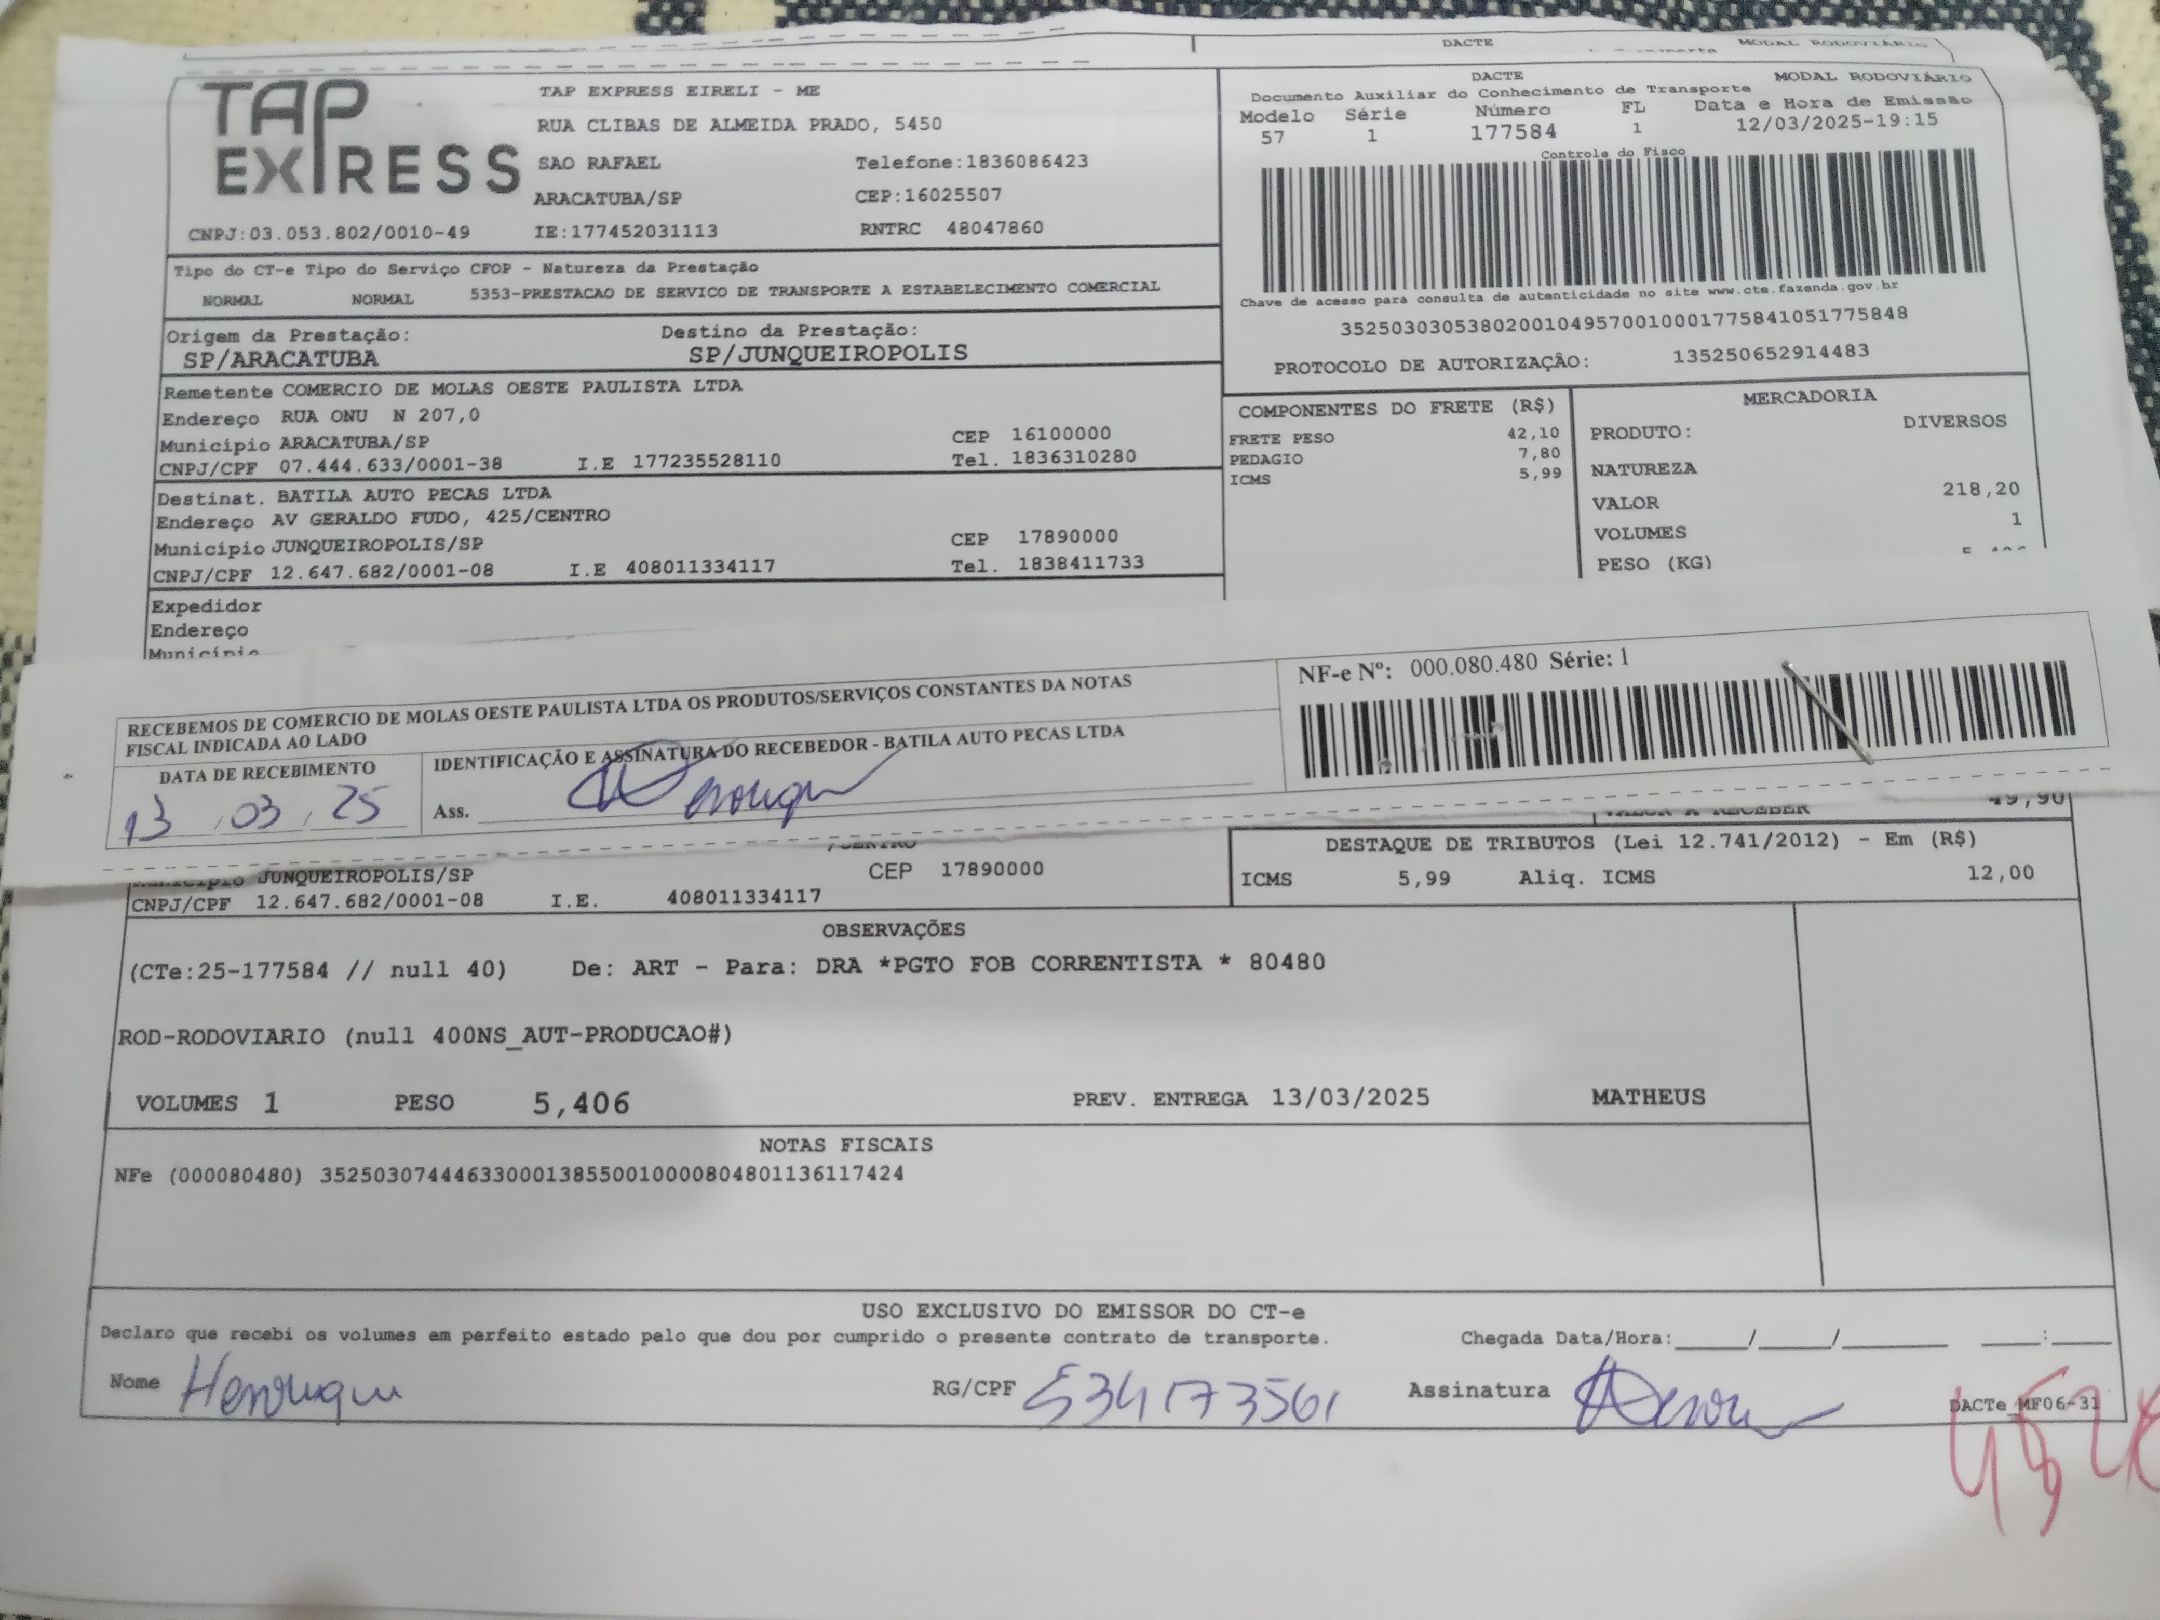 DACTE
MODAL RODOVIÁRIO
TAP EXPRESS
TAP EXPRESS EIRELI - ME
RUA CLIBAS DE ALMEIDA PRADO, 5450
SAO RAFAEL Telefone:1836086423
ARACATUBA/SP CEP:16025507
CNPJ:03.053.802/0010-49 IE:177452031113 RNTRC 48047860
DACTE MODAL RODOVIÁRIO
Documento Auxiliar do Conhecimento de Transporte
Modelo Série Número FL Data e Hora de Emissão
57 1 177584 1 12/03/2025-19:15
Controle do Fisco
Chave de acesso para consulta de autenticidade no site www.cte.fazenda.gov.br
35250303053802001049570010001775841051775848
PROTOCOLO DE AUTORIZAÇÃO: 135250652914483
Tipo do CT-e Tipo do Serviço CFOP - Natureza da Prestação
NORMAL NORMAL 5353-PRESTACAO DE SERVICO DE TRANSPORTE A ESTABELECIMENTO COMERCIAL
Origem da Prestação: Destino da Prestação:
SP/ARACATUBA SP/JUNQUEIROPOLIS
Remetente COMERCIO DE MOLAS OESTE PAULISTA LTDA
Endereço RUA ONU N 207,0
Município ARACATUBA/SP CEP 16100000
CNPJ/CPF 07.444.633/0001-38 I.E 177235528110 Tel. 1836310280
Destinat. BATILA AUTO PECAS LTDA
Endereço AV GERALDO FUDO, 425/CENTRO
Município JUNQUEIROPOLIS/SP CEP 17890000
CNPJ/CPF 12.647.682/0001-08 I.E 408011334117 Tel. 1838411733
Expedidor
Endereço
Município
COMPONENTES DO FRETE (R$)
FRETE PESO 42,10
PEDAGIO 7,80
ICMS 5,99
MERCADORIA
PRODUTO: DIVERSOS
NATUREZA
VALOR 218,20
VOLUMES 1
PESO (KG)
RECEBEMOS DE COMERCIO DE MOLAS OESTE PAULISTA LTDA OS PRODUTOS/SERVIÇOS CONSTANTES DA NOTAS
FISCAL INDICADA AO LADO
DATA DE RECEBIMENTO
13 / 03 / 25
IDENTIFICAÇÃO E ASSINATURA DO RECEBEDOR - BATILA AUTO PECAS LTDA
Ass. Henrique
NF-e Nº: 000.080.480 Série: 1
VALOR A RECEBER 49,90
/CENTRO
Município JUNQUEIROPOLIS/SP CEP 17890000
CNPJ/CPF 12.647.682/0001-08 I.E. 408011334117
DESTAQUE DE TRIBUTOS (Lei 12.741/2012) - Em (R$)
ICMS 5,99 Aliq. ICMS 12,00
OBSERVAÇÕES
(CTe:25-177584 // null 40) De: ART - Para: DRA *PGTO FOB CORRENTISTA * 80480
ROD-RODOVIARIO (null 400NS_AUT-PRODUCAO#)
VOLUMES 1 PESO 5,406 PREV. ENTREGA 13/03/2025 MATHEUS
NOTAS FISCAIS
NFe (000080480) 35250307444633000138550010000804801136117424
USO EXCLUSIVO DO EMISSOR DO CT-e
Declaro que recebi os volumes em perfeito estado pelo que dou por cumprido o presente contrato de transporte. Chegada Data/Hora:_____/_____/_______ ___:____
Nome Henrique RG/CPF 534173561 Assinatura
DACTe_MF06-31